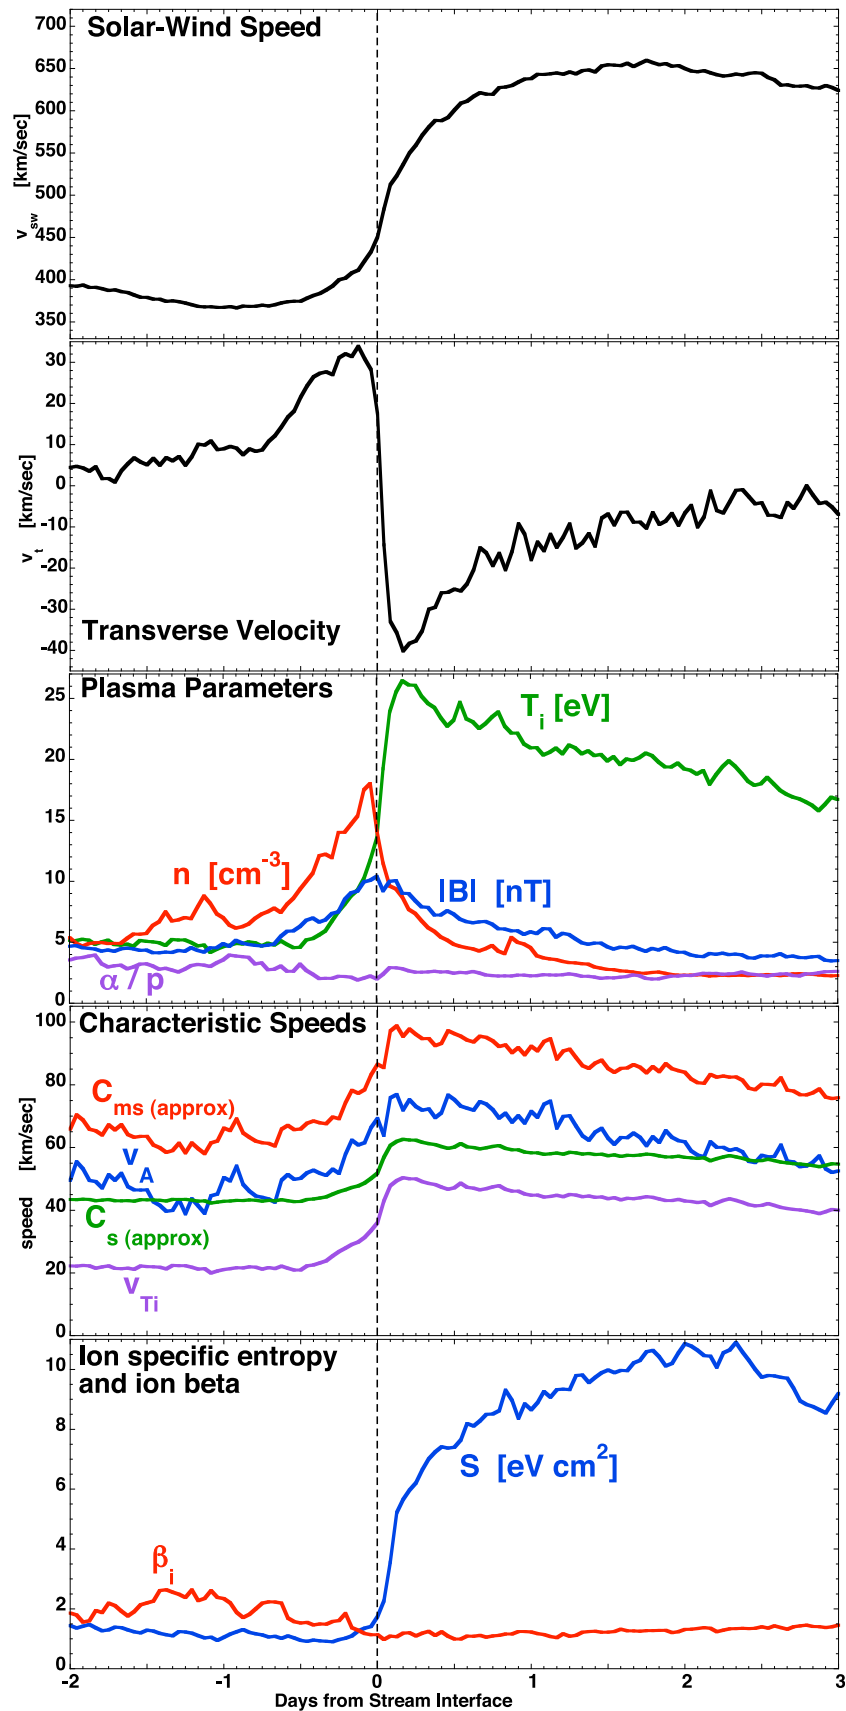 Solar-Wind Speed
700
650
600
550
500
450
400
350
v_sw [km/sec]
30
20
10
0
-10
-20
-30
-40
v_t [km/sec]
Transverse Velocity
Plasma Parameters
25
20
15
10
5
0
T_i [eV]
n [cm^-3]
|B| [nT]
α / p
Characteristic Speeds
100
80
60
40
20
0
speed [km/sec]
C_ms (approx)
v_A
C_s (approx)
v_Ti
Ion specific entropy
and ion beta
10
8
6
4
2
0
S [eV cm^2]
β_i
-2 -1 0 1 2 3
Days from Stream Interface